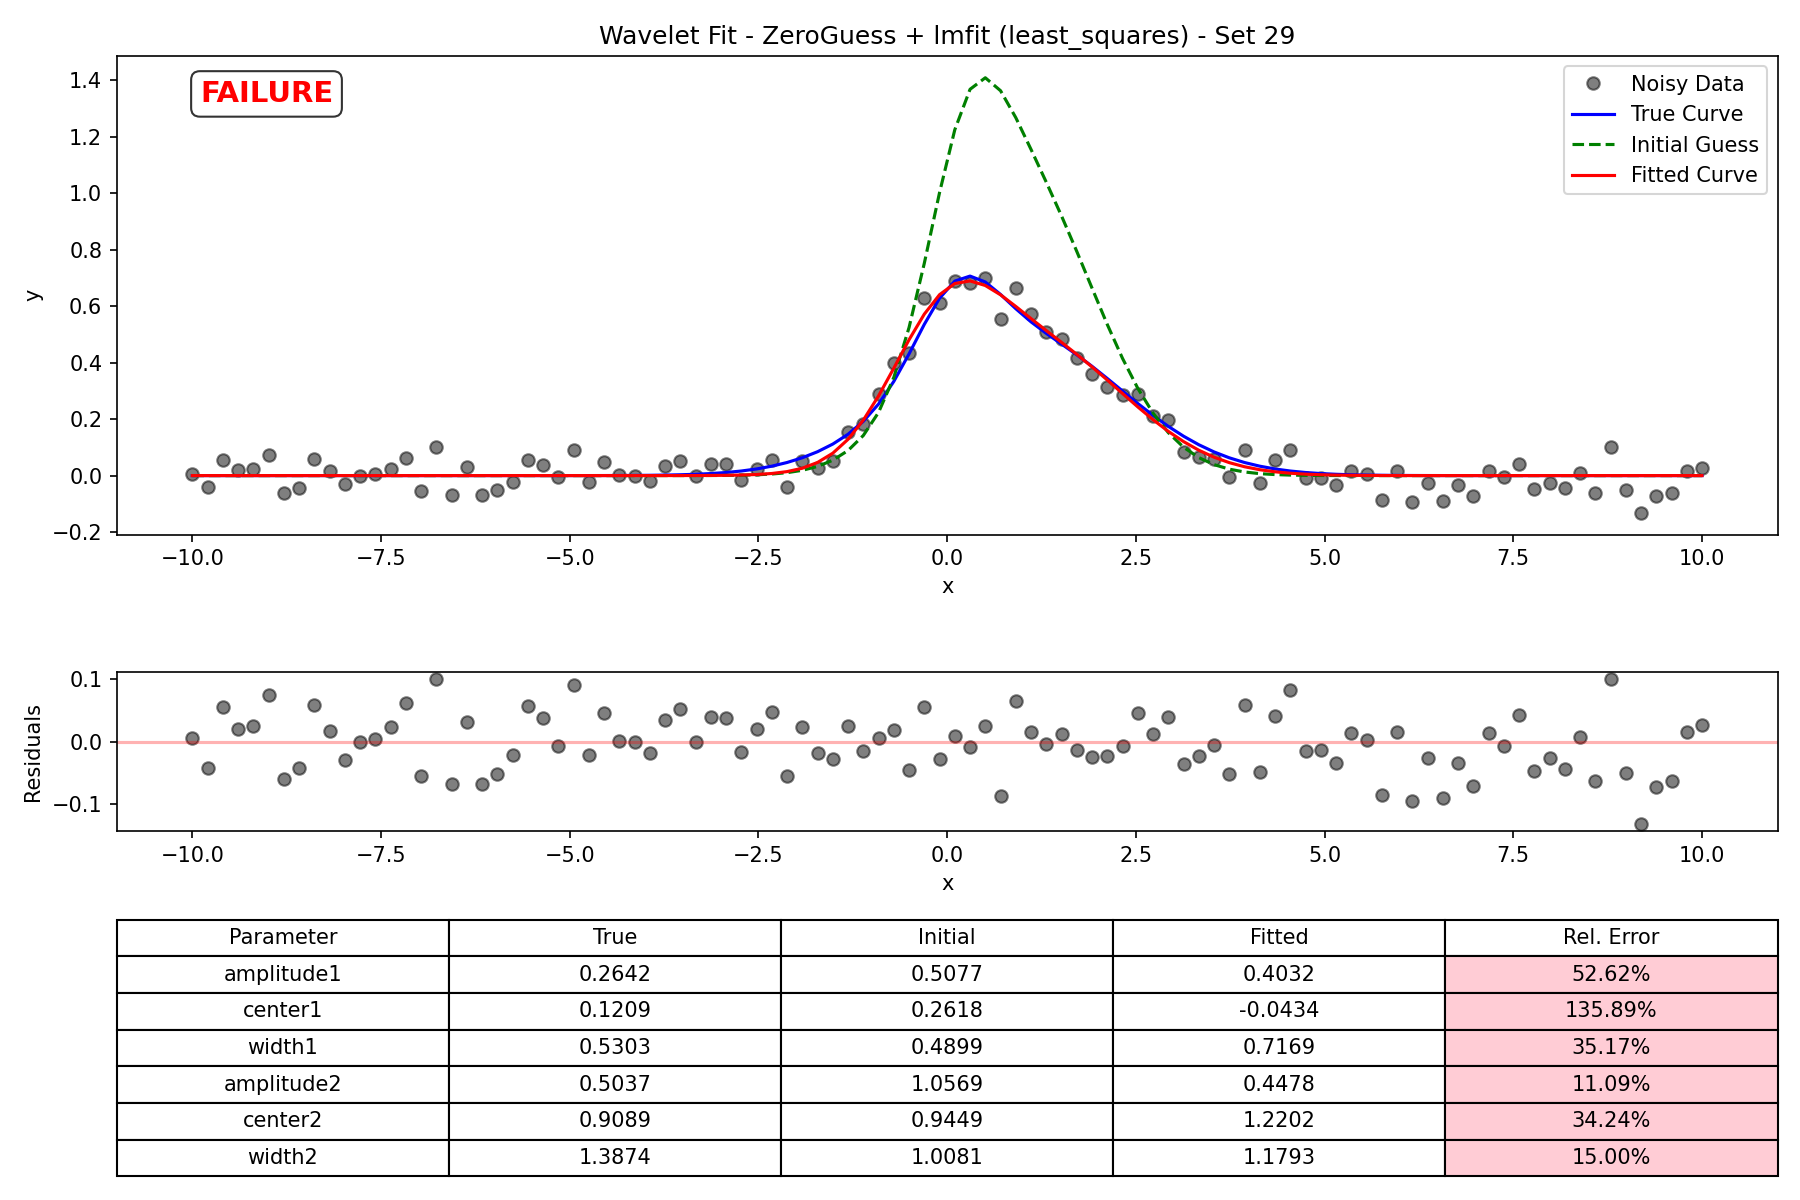 Wavelet Fit - ZeroGuess + lmfit (least_squares) - Set 29
FAILURE
Noisy Data
True Curve
Initial Guess
Fitted Curve
y
1.4
1.2
1.0
0.8
0.6
0.4
0.2
0.0
−0.2
−10.0 −7.5 −5.0 −2.5 0.0 2.5 5.0 7.5 10.0
x
Residuals
0.1
0.0
−0.1
−10.0 −7.5 −5.0 −2.5 0.0 2.5 5.0 7.5 10.0
x
Parameter True Initial Fitted Rel. Error
amplitude1 0.2642 0.5077 0.4032 52.62%
center1 0.1209 0.2618 -0.0434 135.89%
width1 0.5303 0.4899 0.7169 35.17%
amplitude2 0.5037 1.0569 0.4478 11.09%
center2 0.9089 0.9449 1.2202 34.24%
width2 1.3874 1.0081 1.1793 15.00%